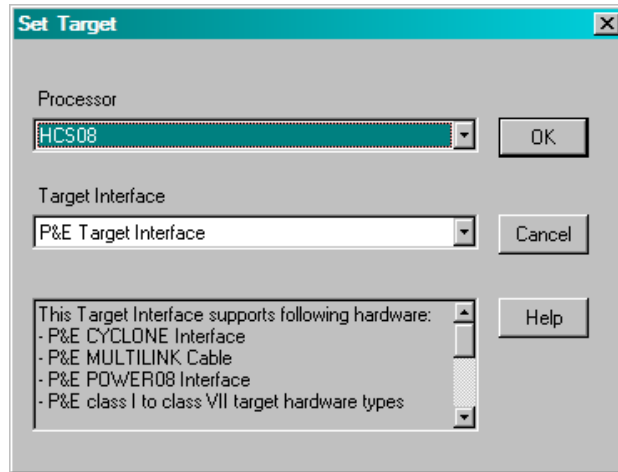 Set Target
Processor
HCS08
OK
Target Interface
P&E Target Interface
Cancel
This Target Interface supports following hardware:
- P&E CYCLONE Interface
- P&E MULTILINK Cable
- P&E POWER08 Interface
- P&E class I to class VII target hardware types
Help